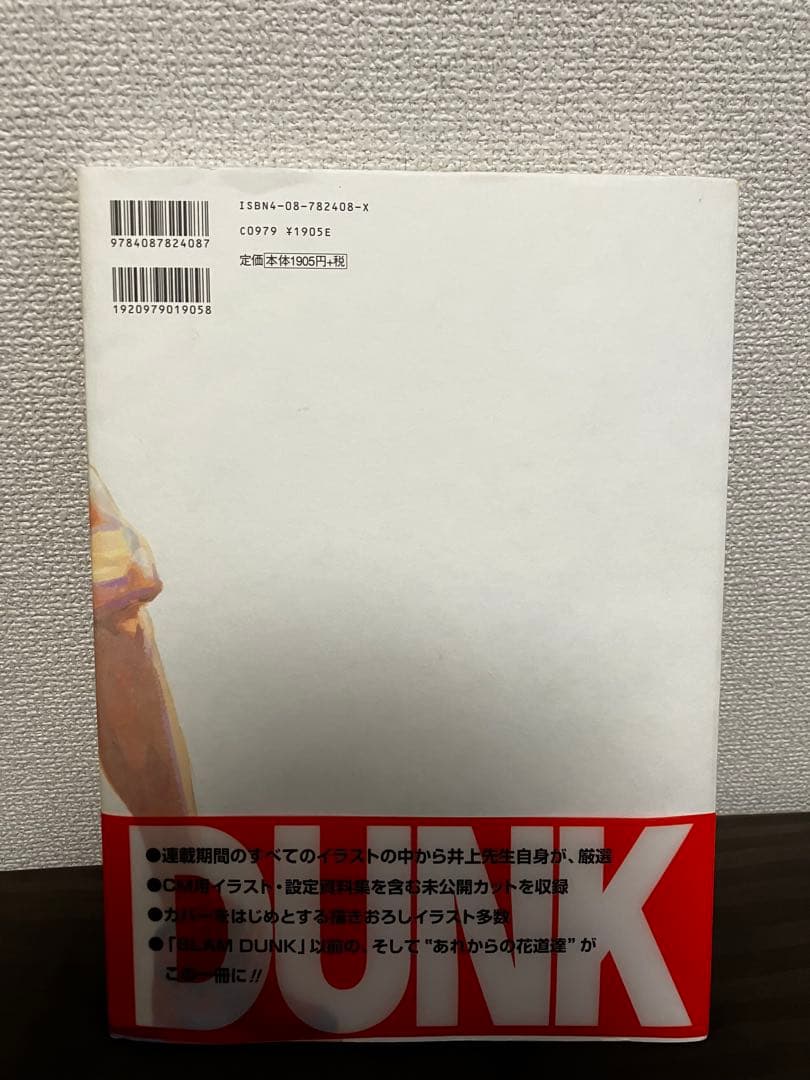 ISBN4-08-782408-X
9784087824087
C0979 ¥1905E
定価 本体1905円+税
1920979019058
DUNK
●連載期間のすべてのイラストの中から井上先生自身が、厳選
●CM用イラスト・設定資料集を含む未公開カットを収録
●カバーをはじめとする描きおろしイラスト多数
●「SLAM DUNK」以前の、そして“あれからの花道達”が
この一冊に!!